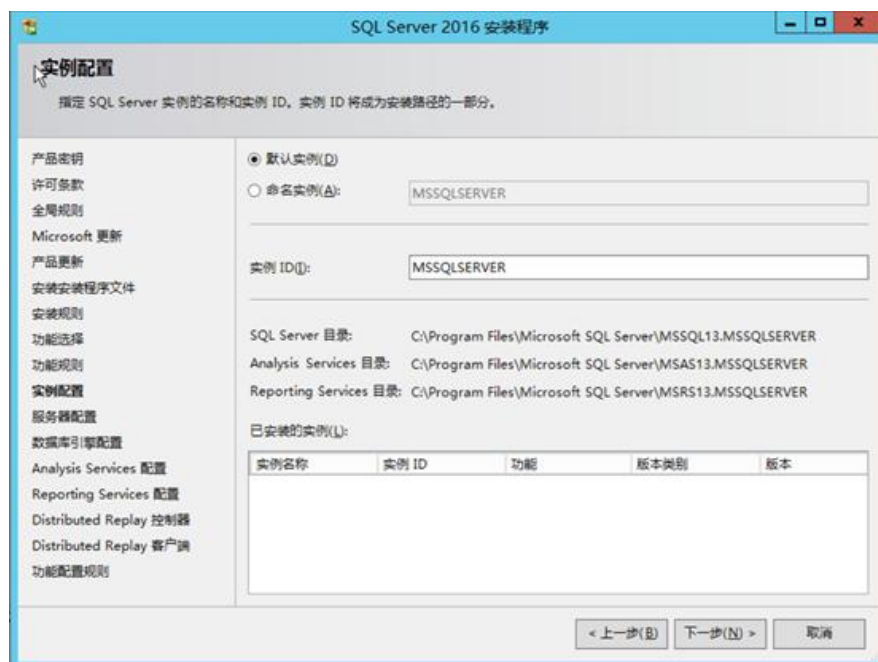 SQL Server 2016 安装程序
实例配置
指定 SQL Server 实例的名称和实例 ID。实例 ID 将成为安装路径的一部分。
产品密钥
许可条款
全局规则
Microsoft 更新
产品更新
安装安装程序文件
安装规则
功能选择
功能规则
实例配置
服务器配置
数据库引擎配置
Analysis Services 配置
Reporting Services 配置
Distributed Replay 控制器
Distributed Replay 客户端
功能配置规则
默认实例(D)
命名实例(A): MSSQLSERVER
实例 ID(I): MSSQLSERVER
SQL Server 目录: C:\Program Files\Microsoft SQL Server\MSSQL13.MSSQLSERVER
Analysis Services 目录: C:\Program Files\Microsoft SQL Server\MSAS13.MSSQLSERVER
Reporting Services 目录: C:\Program Files\Microsoft SQL Server\MSRS13.MSSQLSERVER
已安装的实例(L):
实例名称 实例 ID 功能 版本类别 版本
< 上一步(B) 下一步(N) > 取消